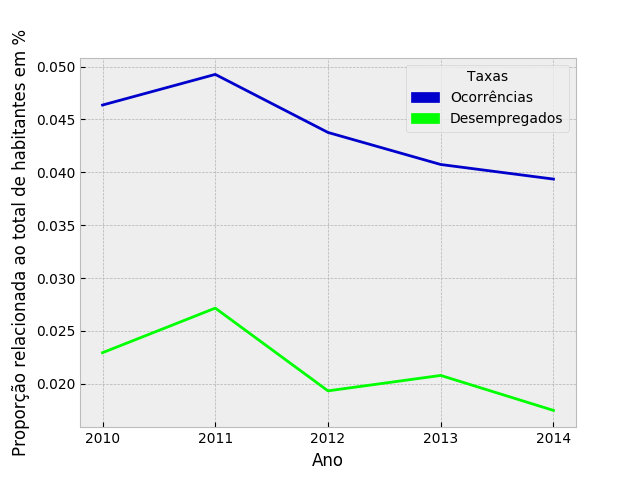 Proporção relacionada ao total de habitantes em %
0.050
0.045
0.040
0.035
0.030
0.025
0.020
Taxas
Ocorrências
Desempregados
2010 2011 2012 2013 2014
Ano